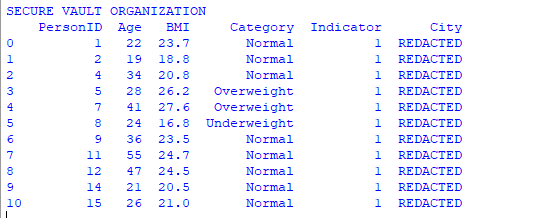 SECURE VAULT ORGANIZATION
PersonID Age BMI Category Indicator City
0 1 22 23.7 Normal 1 REDACTED
1 2 19 18.8 Normal 1 REDACTED
2 4 34 20.8 Normal 1 REDACTED
3 5 28 26.2 Overweight 1 REDACTED
4 7 41 27.6 Overweight 1 REDACTED
5 8 24 16.8 Underweight 1 REDACTED
6 9 36 23.5 Normal 1 REDACTED
7 11 55 24.7 Normal 1 REDACTED
8 12 47 24.5 Normal 1 REDACTED
9 14 21 20.5 Normal 1 REDACTED
10 15 26 21.0 Normal 1 REDACTED